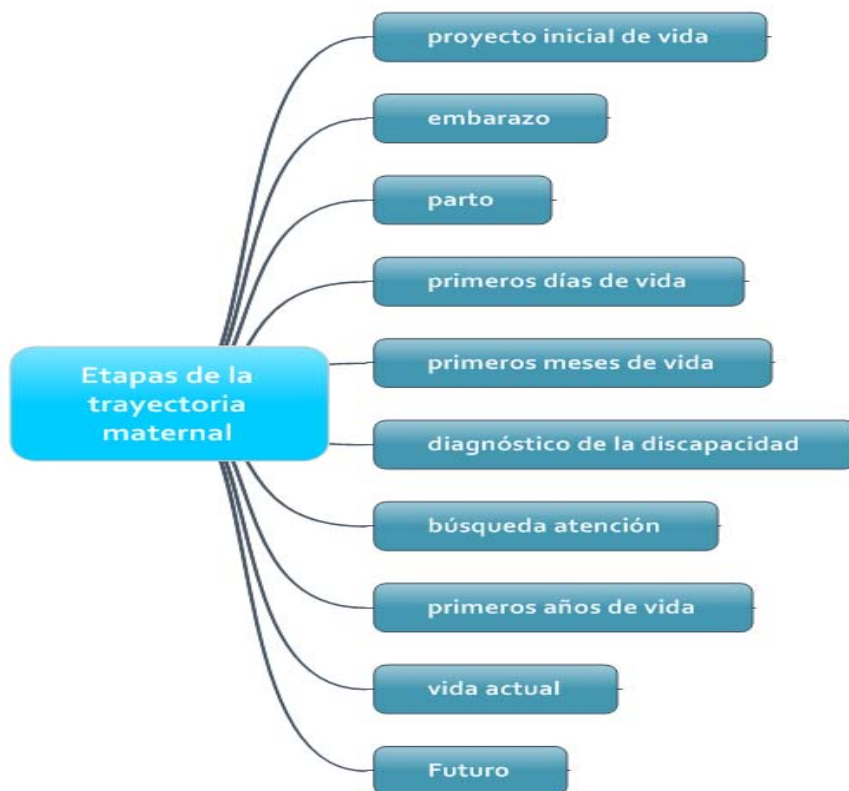 proyecto inicial de vida
embarazo
parto
primeros días de vida
primeros meses de vida
Etapas de la
trayectoria
maternal
diagnóstico de la discapacidad
búsqueda atención
primeros años de vida
vida actual
Futuro